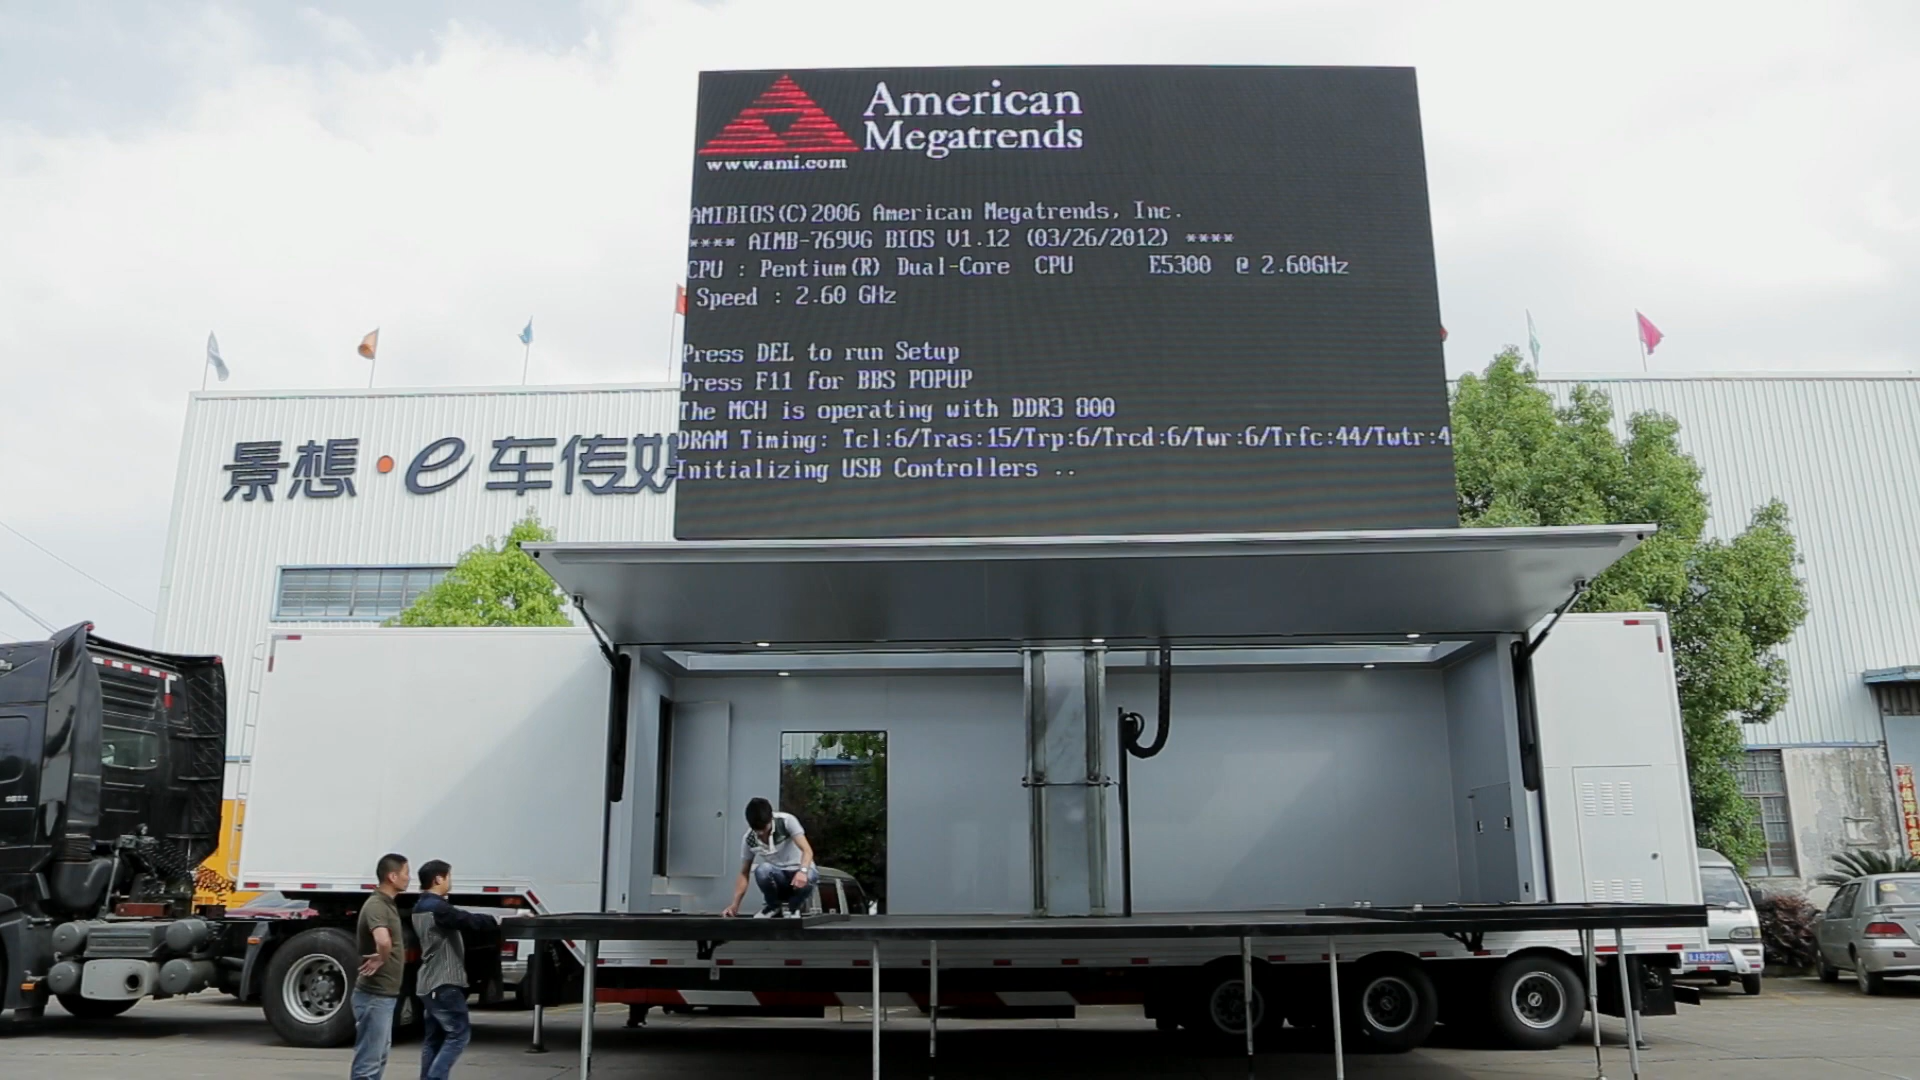 American
Megatrends
www.ami.com
AMIBIOS(C)2006 American Megatrends, Inc.
**** AIMB-769VG BIOS V1.12 (03/26/2012) ****
CPU : Pentium(R) Dual-Core CPU E5300 @ 2.60GHz
Speed : 2.60 GHz
Press DEL to run Setup
Press F11 for BBS POPUP
The MCH is operating with DDR3 800
DRAM Timing: Tcl:6/Tras:15/Trp:6/Trcd:6/Twr:6/Trfc:44/Twtr:4
Initializing USB Controllers ..
景想·e车传媒